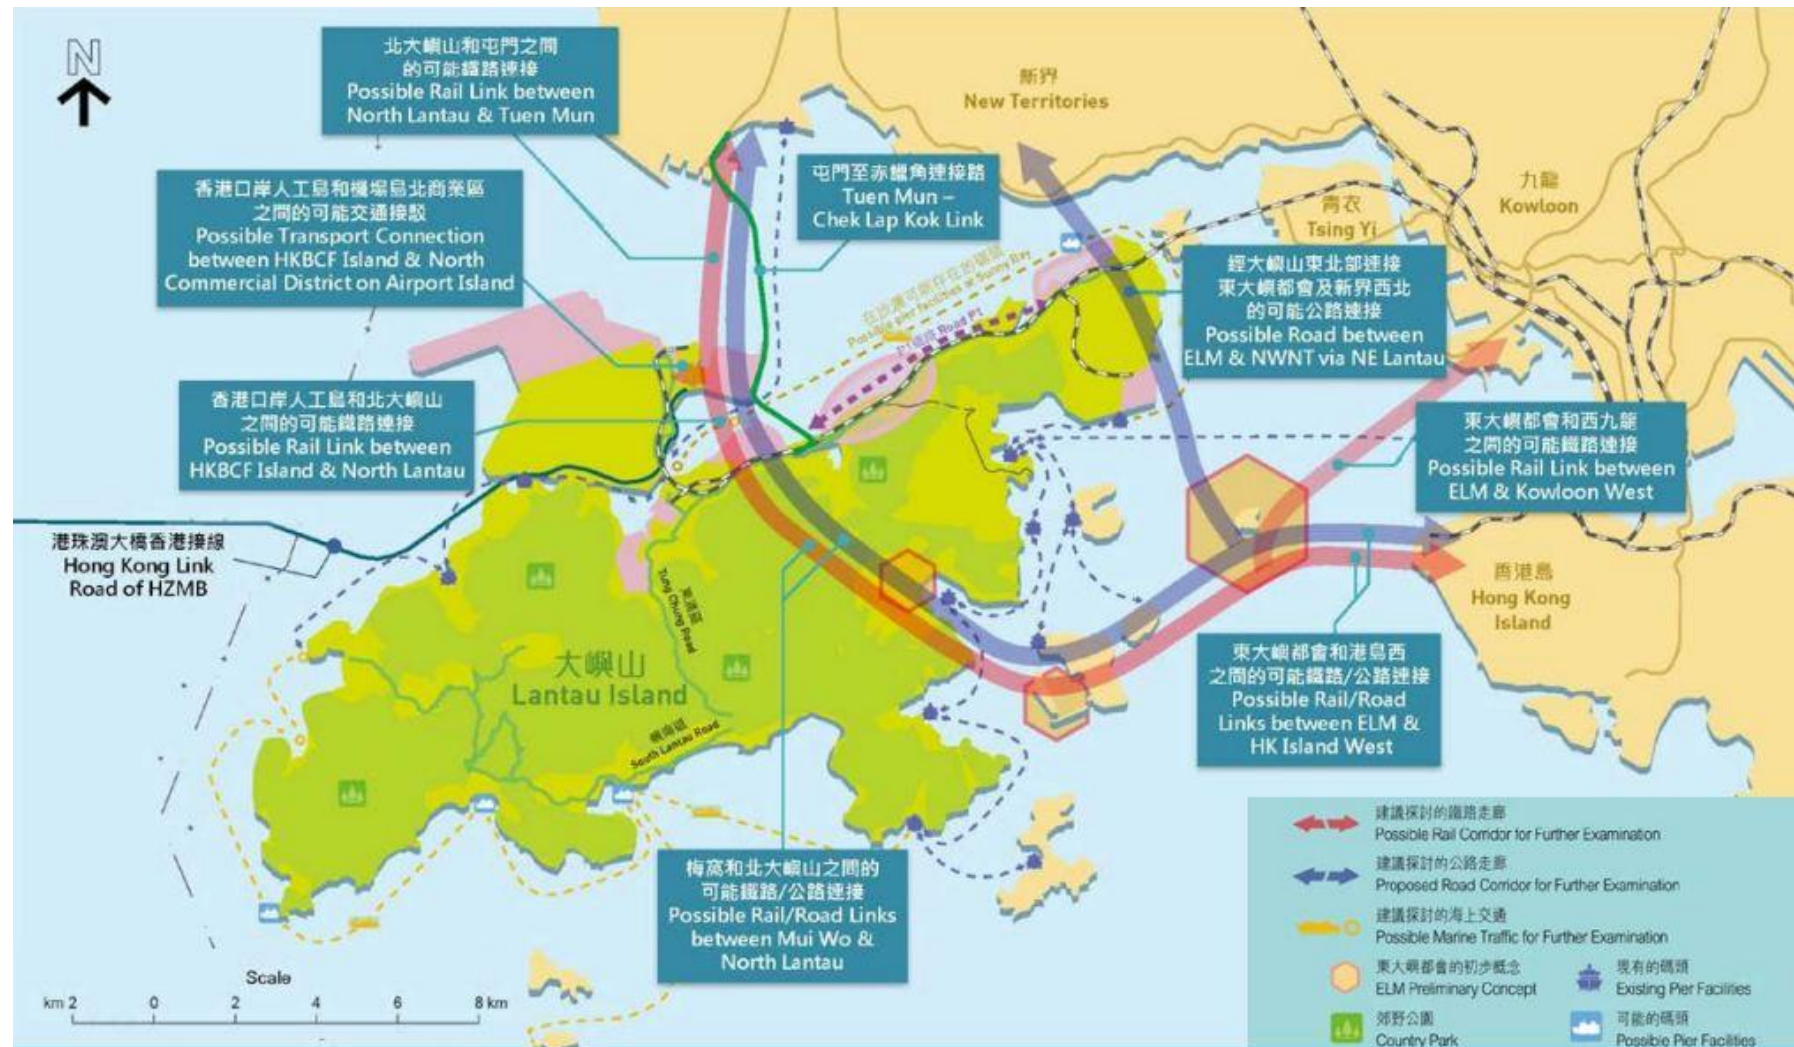 N
北大嶼山和屯門之間
的可能鐵路連接
Possible Rail Link between
North Lantau & Tuen Mun
新界
New Territories
香港口岸人工島和機場島北商業區
之間的可能交通接駁
Possible Transport Connection
between HKBCF Island & North
Commercial District on Airport Island
屯門至赤鱲角連接路
Tuen Mun –
Chek Lap Kok Link
青衣
Tsing Yi
九龍
Kowloon
經大嶼山東北部連接
東大嶼都會及新界西北
的可能公路連接
Possible Road between
ELM & NWNT via NE Lantau
Possible pier facilities at Sunny Bay
Road P1
香港口岸人工島和北大嶼山
之間的可能鐵路連接
Possible Rail Link between
HKBCF Island & North Lantau
東大嶼都會和西九龍
之間的可能鐵路連接
Possible Rail Link between
ELM & Kowloon West
港珠澳大橋香港接線
Hong Kong Link
Road of HZMB
Tung Chung Road
香港島
Hong Kong
Island
大嶼山
Lantau Island
South Lantau Road
東大嶼都會和港島西
之間的可能鐵路/公路連接
Possible Rail/Road
Links between ELM &
HK Island West
梅窩和北大嶼山之間的
可能鐵路/公路連接
Possible Rail/Road Links
between Mui Wo &
North Lantau
Scale
km 2 0 2 4 6 8 km
建議探討的鐵路走廊
Possible Rail Corridor for Further Examination
建議探討的公路走廊
Proposed Road Corridor for Further Examination
建議探討的海上交通
Possible Marine Traffic for Further Examination
東大嶼都會的初步概念
ELM Preliminary Concept
現有的碼頭
Existing Pier Facilities
郊野公園
Country Park
可能的碼頭
Possible Pier Facilities